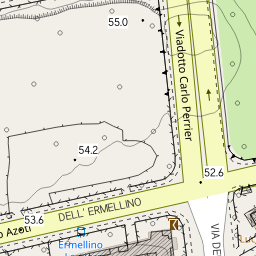 55.0
Viadotto Carlo Perrier
54.2
52.6
DELL' ERMELLINO
53.6
o Azoti
Ermellino
VIA DE